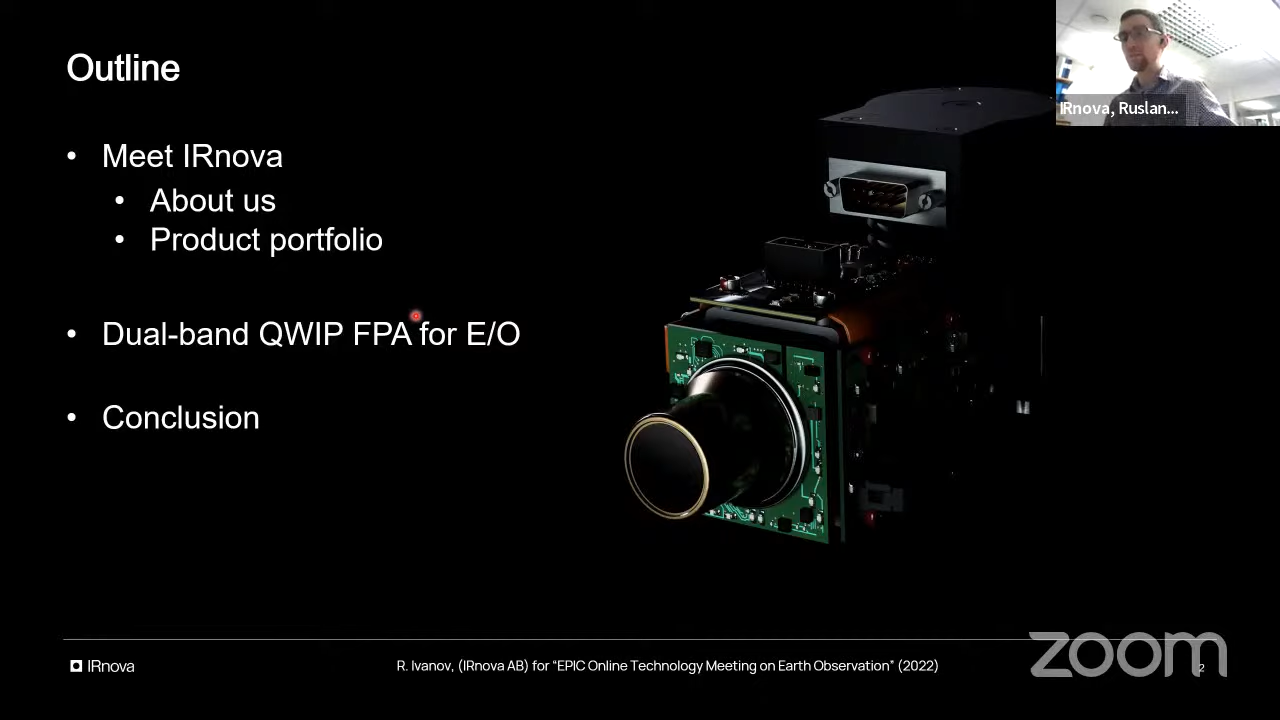 Outline
• Meet IRnova
• About us
• Product portfolio
• Dual-band QWIP FPA for E/O
• Conclusion
IRnova, Ruslan...
IRnova
R. Ivanov, (IRnova AB) for “EPIC Online Technology Meeting on Earth Observation” (2022)
zoom
2